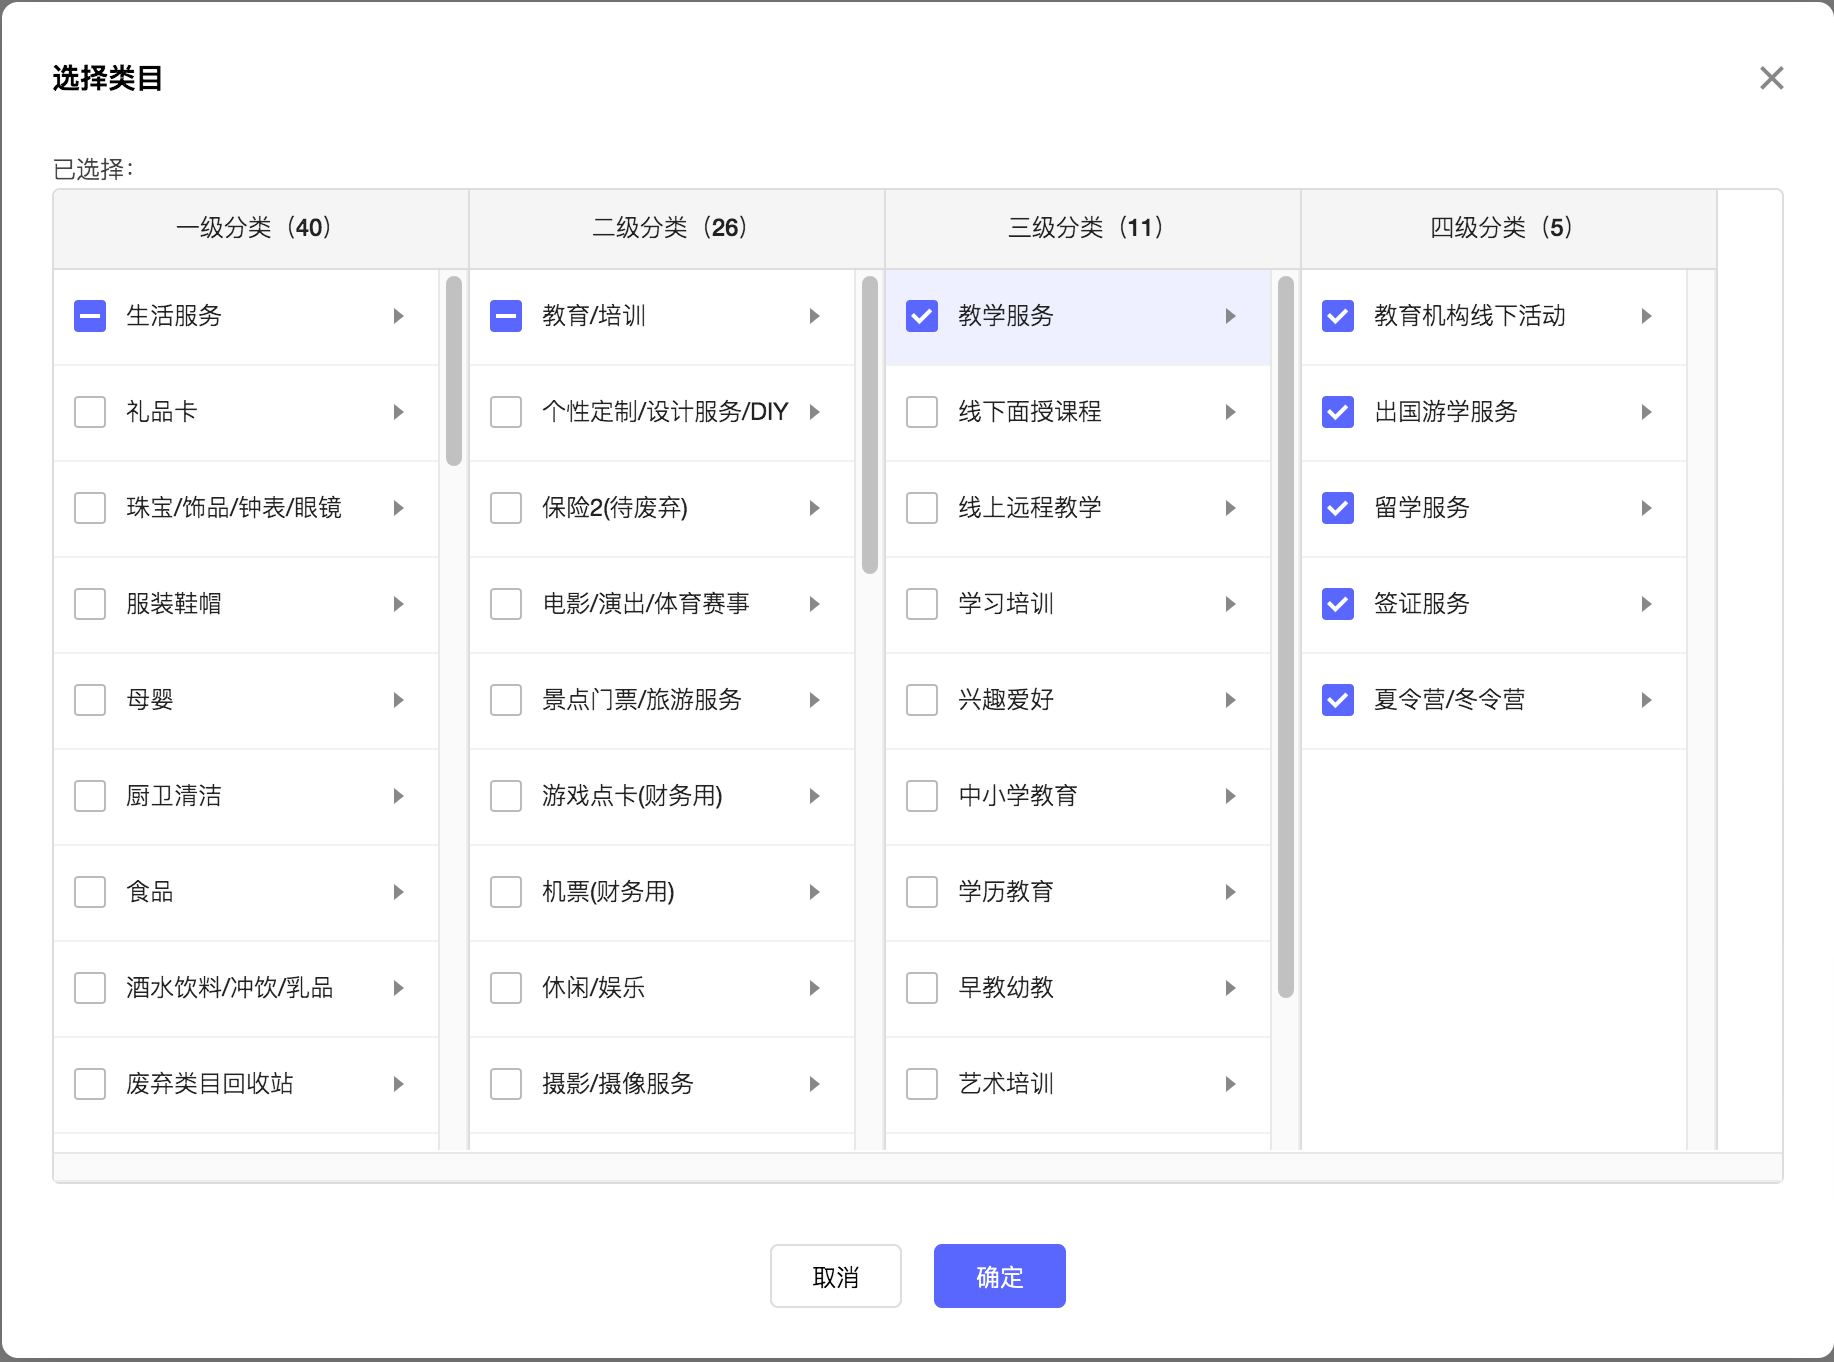 选择类目
已选择：
一级分类（40）
二级分类（26）
三级分类（11）
四级分类（5）
生活服务
教育/培训
教学服务
教育机构线下活动
礼品卡
个性定制/设计服务/DIY
线下面授课程
出国游学服务
珠宝/饰品/钟表/眼镜
保险2(待废弃)
线上远程教学
留学服务
服装鞋帽
电影/演出/体育赛事
学习培训
签证服务
母婴
景点门票/旅游服务
兴趣爱好
夏令营/冬令营
厨卫清洁
游戏点卡(财务用)
中小学教育
食品
机票(财务用)
学历教育
酒水饮料/冲饮/乳品
休闲/娱乐
早教幼教
废弃类目回收站
摄影/摄像服务
艺术培训
取消
确定